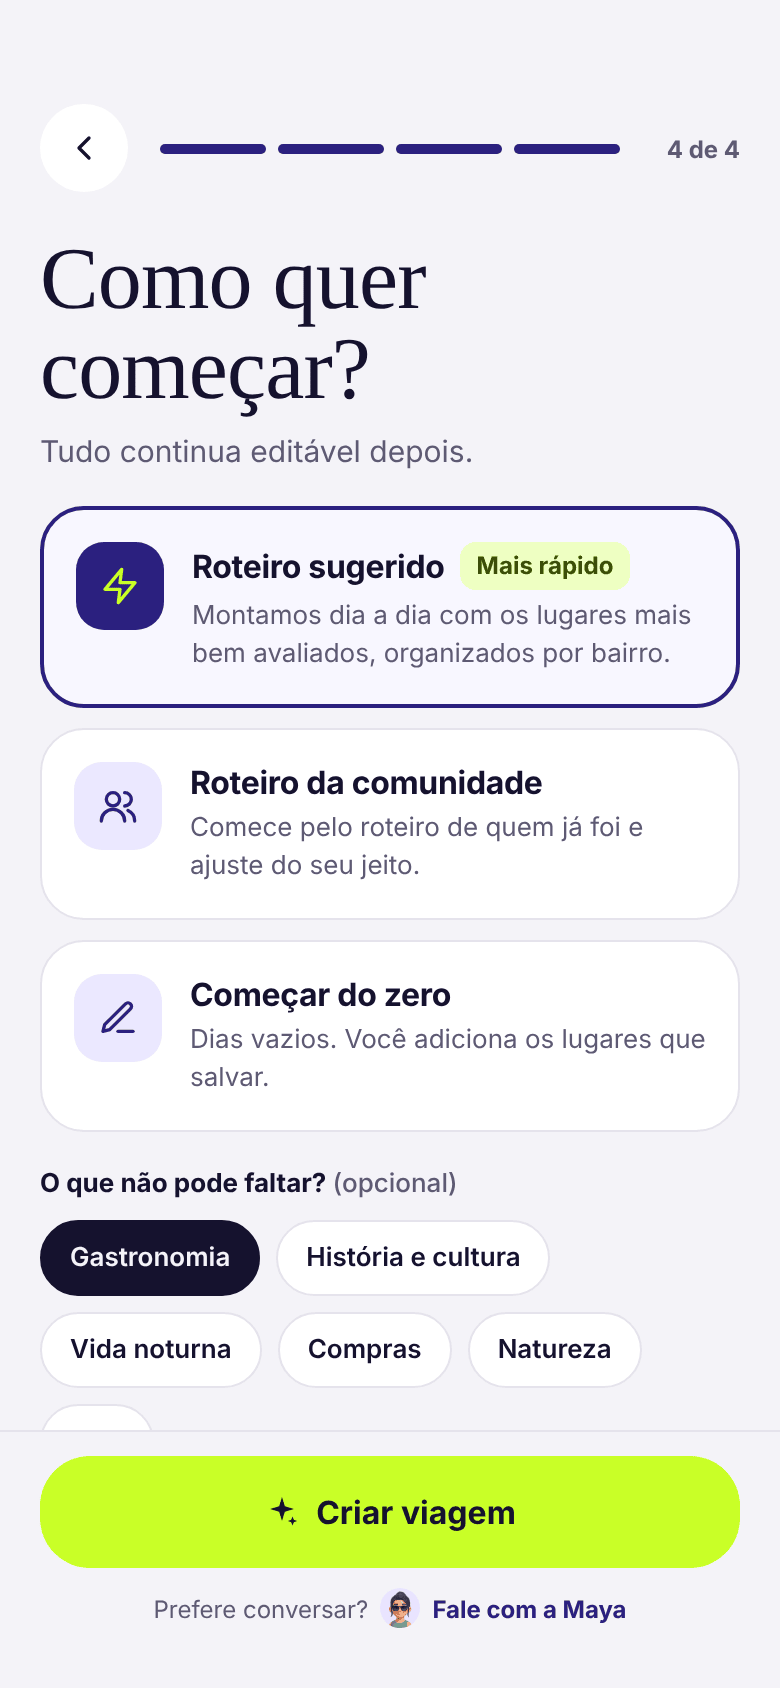 4 de 4
Como quer
começar?
Tudo continua editável depois.
Roteiro sugerido Mais rápido
Montamos dia a dia com os lugares mais
bem avaliados, organizados por bairro.
Roteiro da comunidade
Comece pelo roteiro de quem já foi e
ajuste do seu jeito.
Começar do zero
Dias vazios. Você adiciona os lugares que
salvar.
O que não pode faltar? (opcional)
Gastronomia História e cultura
Vida noturna Compras Natureza
Criar viagem
Prefere conversar? Fale com a Maya